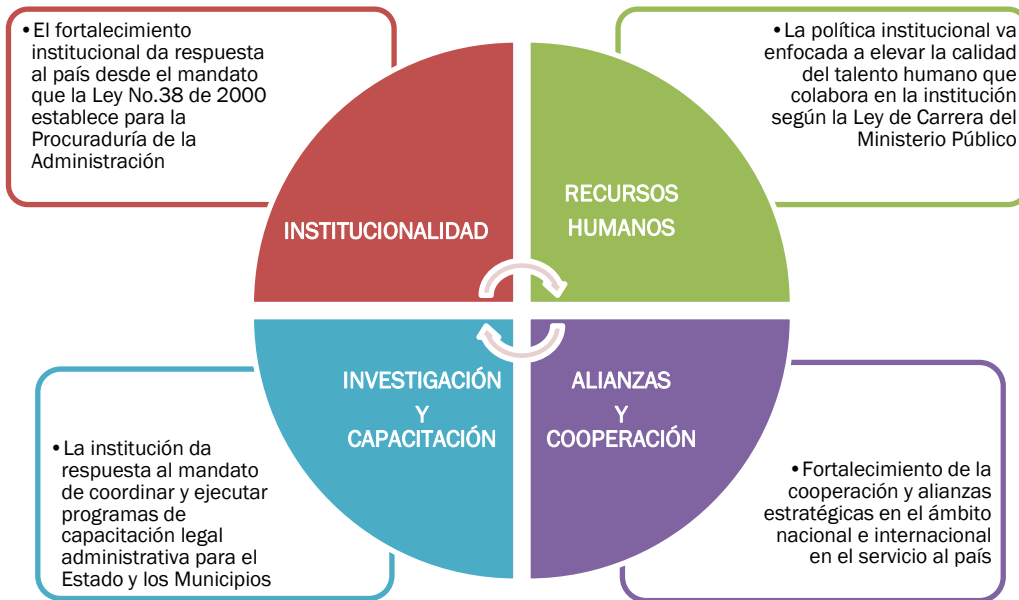 •El fortalecimiento
institucional da respuesta
al país desde el mandato
que la Ley No.38 de 2000
establece para la
Procuraduría de la
Administración
•La política institucional va
enfocada a elevar la calidad
del talento humano que
colabora en la institución
según la Ley de Carrera del
Ministerio Público
INSTITUCIONALIDAD
RECURSOS
HUMANOS
INVESTIGACIÓN
Y
CAPACITACIÓN
ALIANZAS
Y
COOPERACIÓN
•La institución da
respuesta al mandato
de coordinar y ejecutar
programas de
capacitación legal
administrativa para el
Estado y los Municipios
•Fortalecimiento de la
cooperación y alianzas
estratégicas en el ámbito
nacional e internacional
en el servicio al país